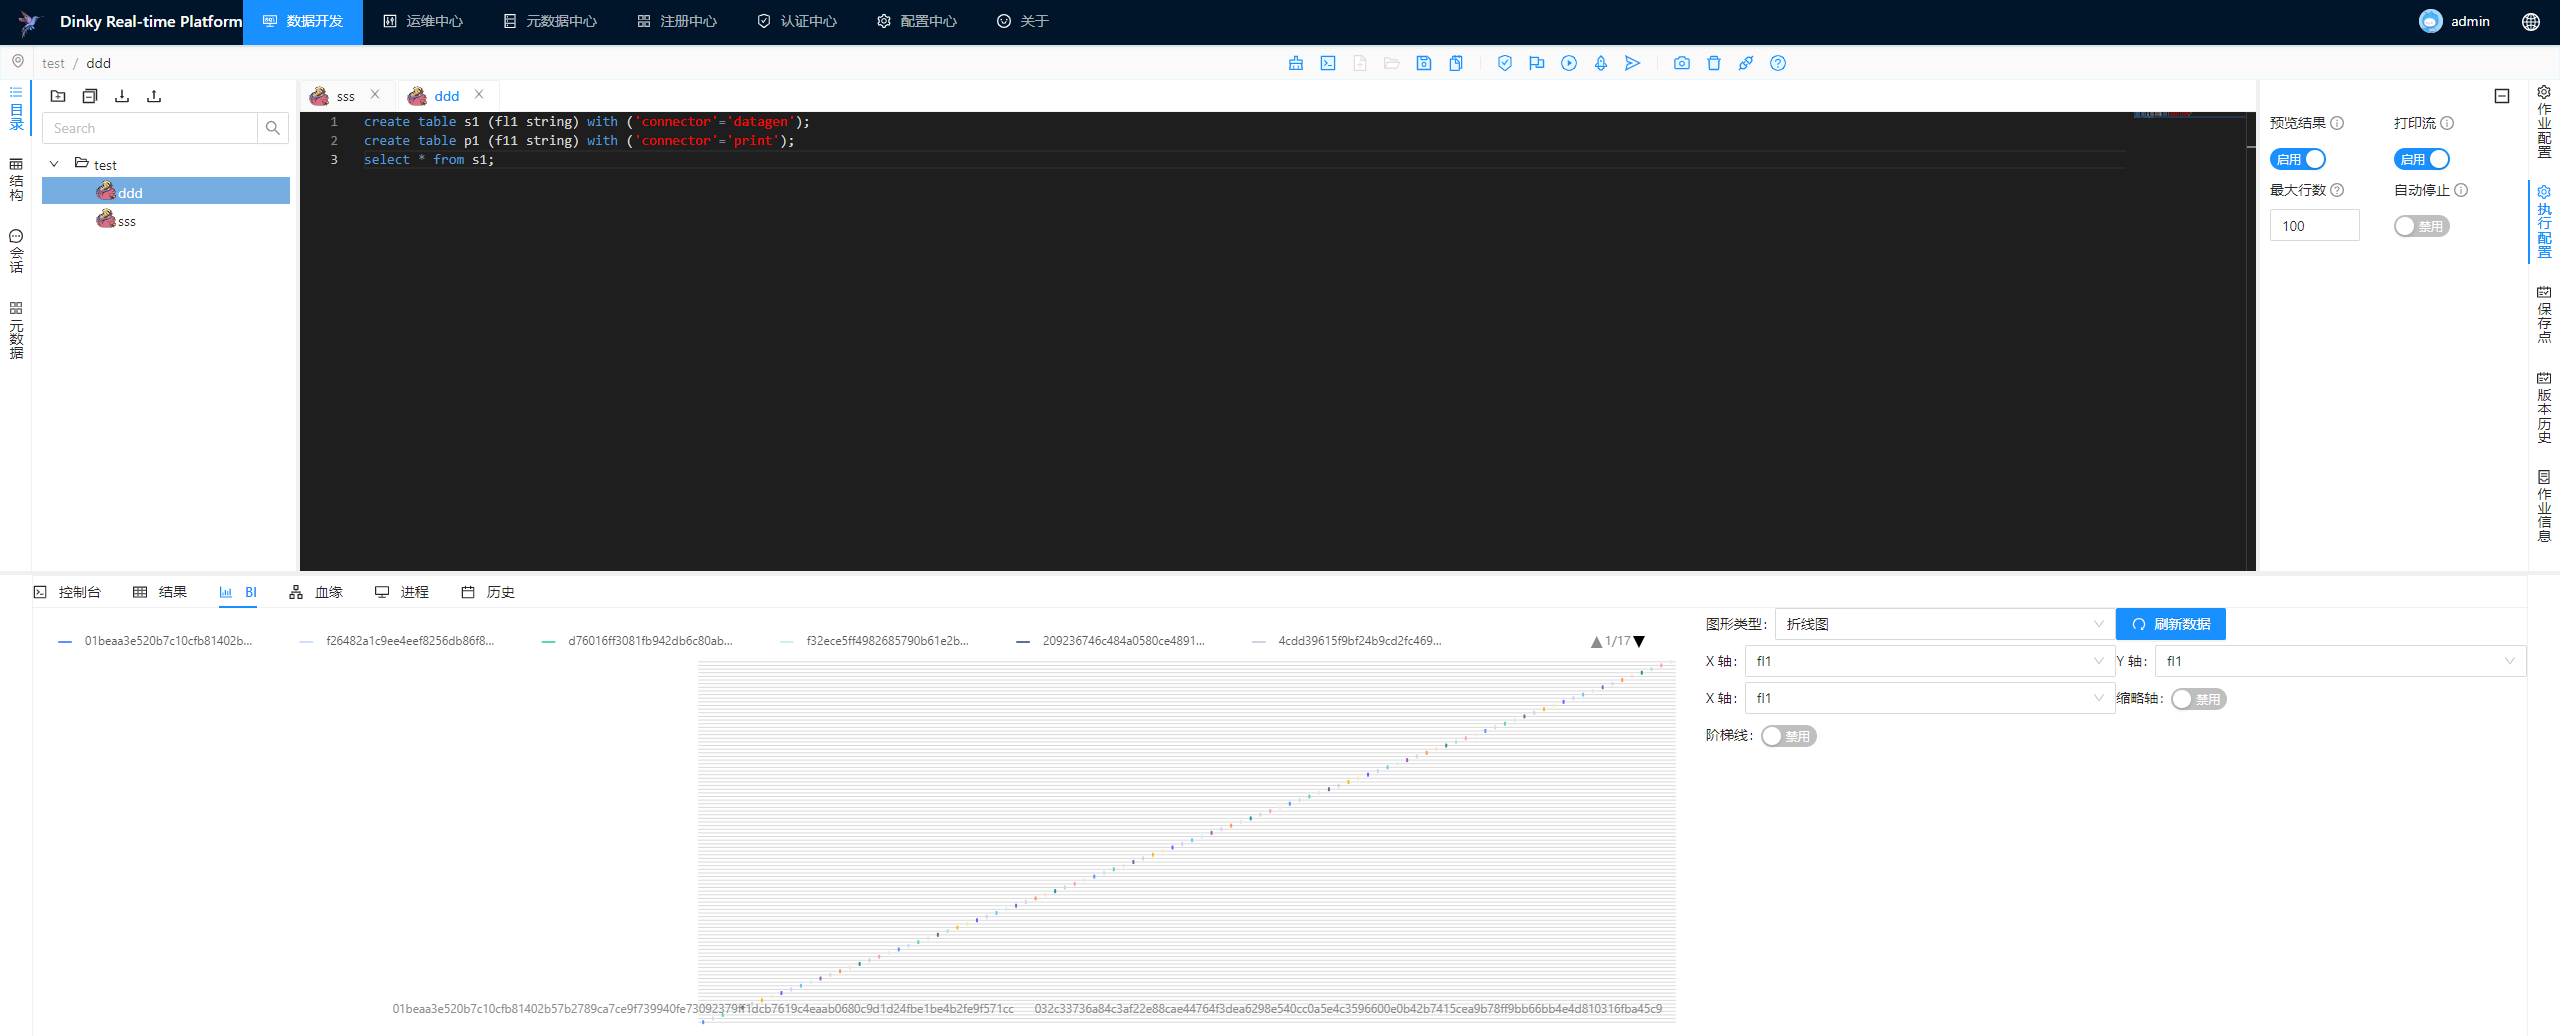 Dinky Real-time Platform 数据开发 运维中心 元数据中心 注册中心 认证中心 配置中心 关于 admin
test / ddd
目录
结构
会话
元数据
Search
test
ddd
sss
sss ddd
1 create table s1 (fl1 string) with ('connector'='datagen');
2 create table p1 (f11 string) with ('connector'='print');
3 select * from s1;
预览结果 打印流
启用 启用
最大行数 自动停止
100 禁用
作业配置
执行配置
保存点
版本历史
作业信息
控制台 结果 BI 血缘 进程 历史
01beaa3e520b7c10cfb81402b... f26482a1c9ee4eef8256db86f8... d76016ff3081fb942db6c80ab... f32ece5ff4982685790b61e2b... 209236746c484a0580ce4891... 4cdd39615f9bf24b9cd2fc469... 1/17
01beaa3e520b7c10cfb81402b57b2789ca7ce9f739940fe73092379ff1dcb7619c4eaab0680c9d1d24fbe1be4b2fe9f571cc 032c33736a84c3af22e88cae44764f3dea6298e540cc0a5e4c3596600e0b42b7415cea9b78ff9bb66bb4e4d810316fba45c9
图形类型: 折线图 刷新数据
X 轴: fl1 Y 轴: fl1
X 轴: fl1 缩略轴: 禁用
阶梯线: 禁用